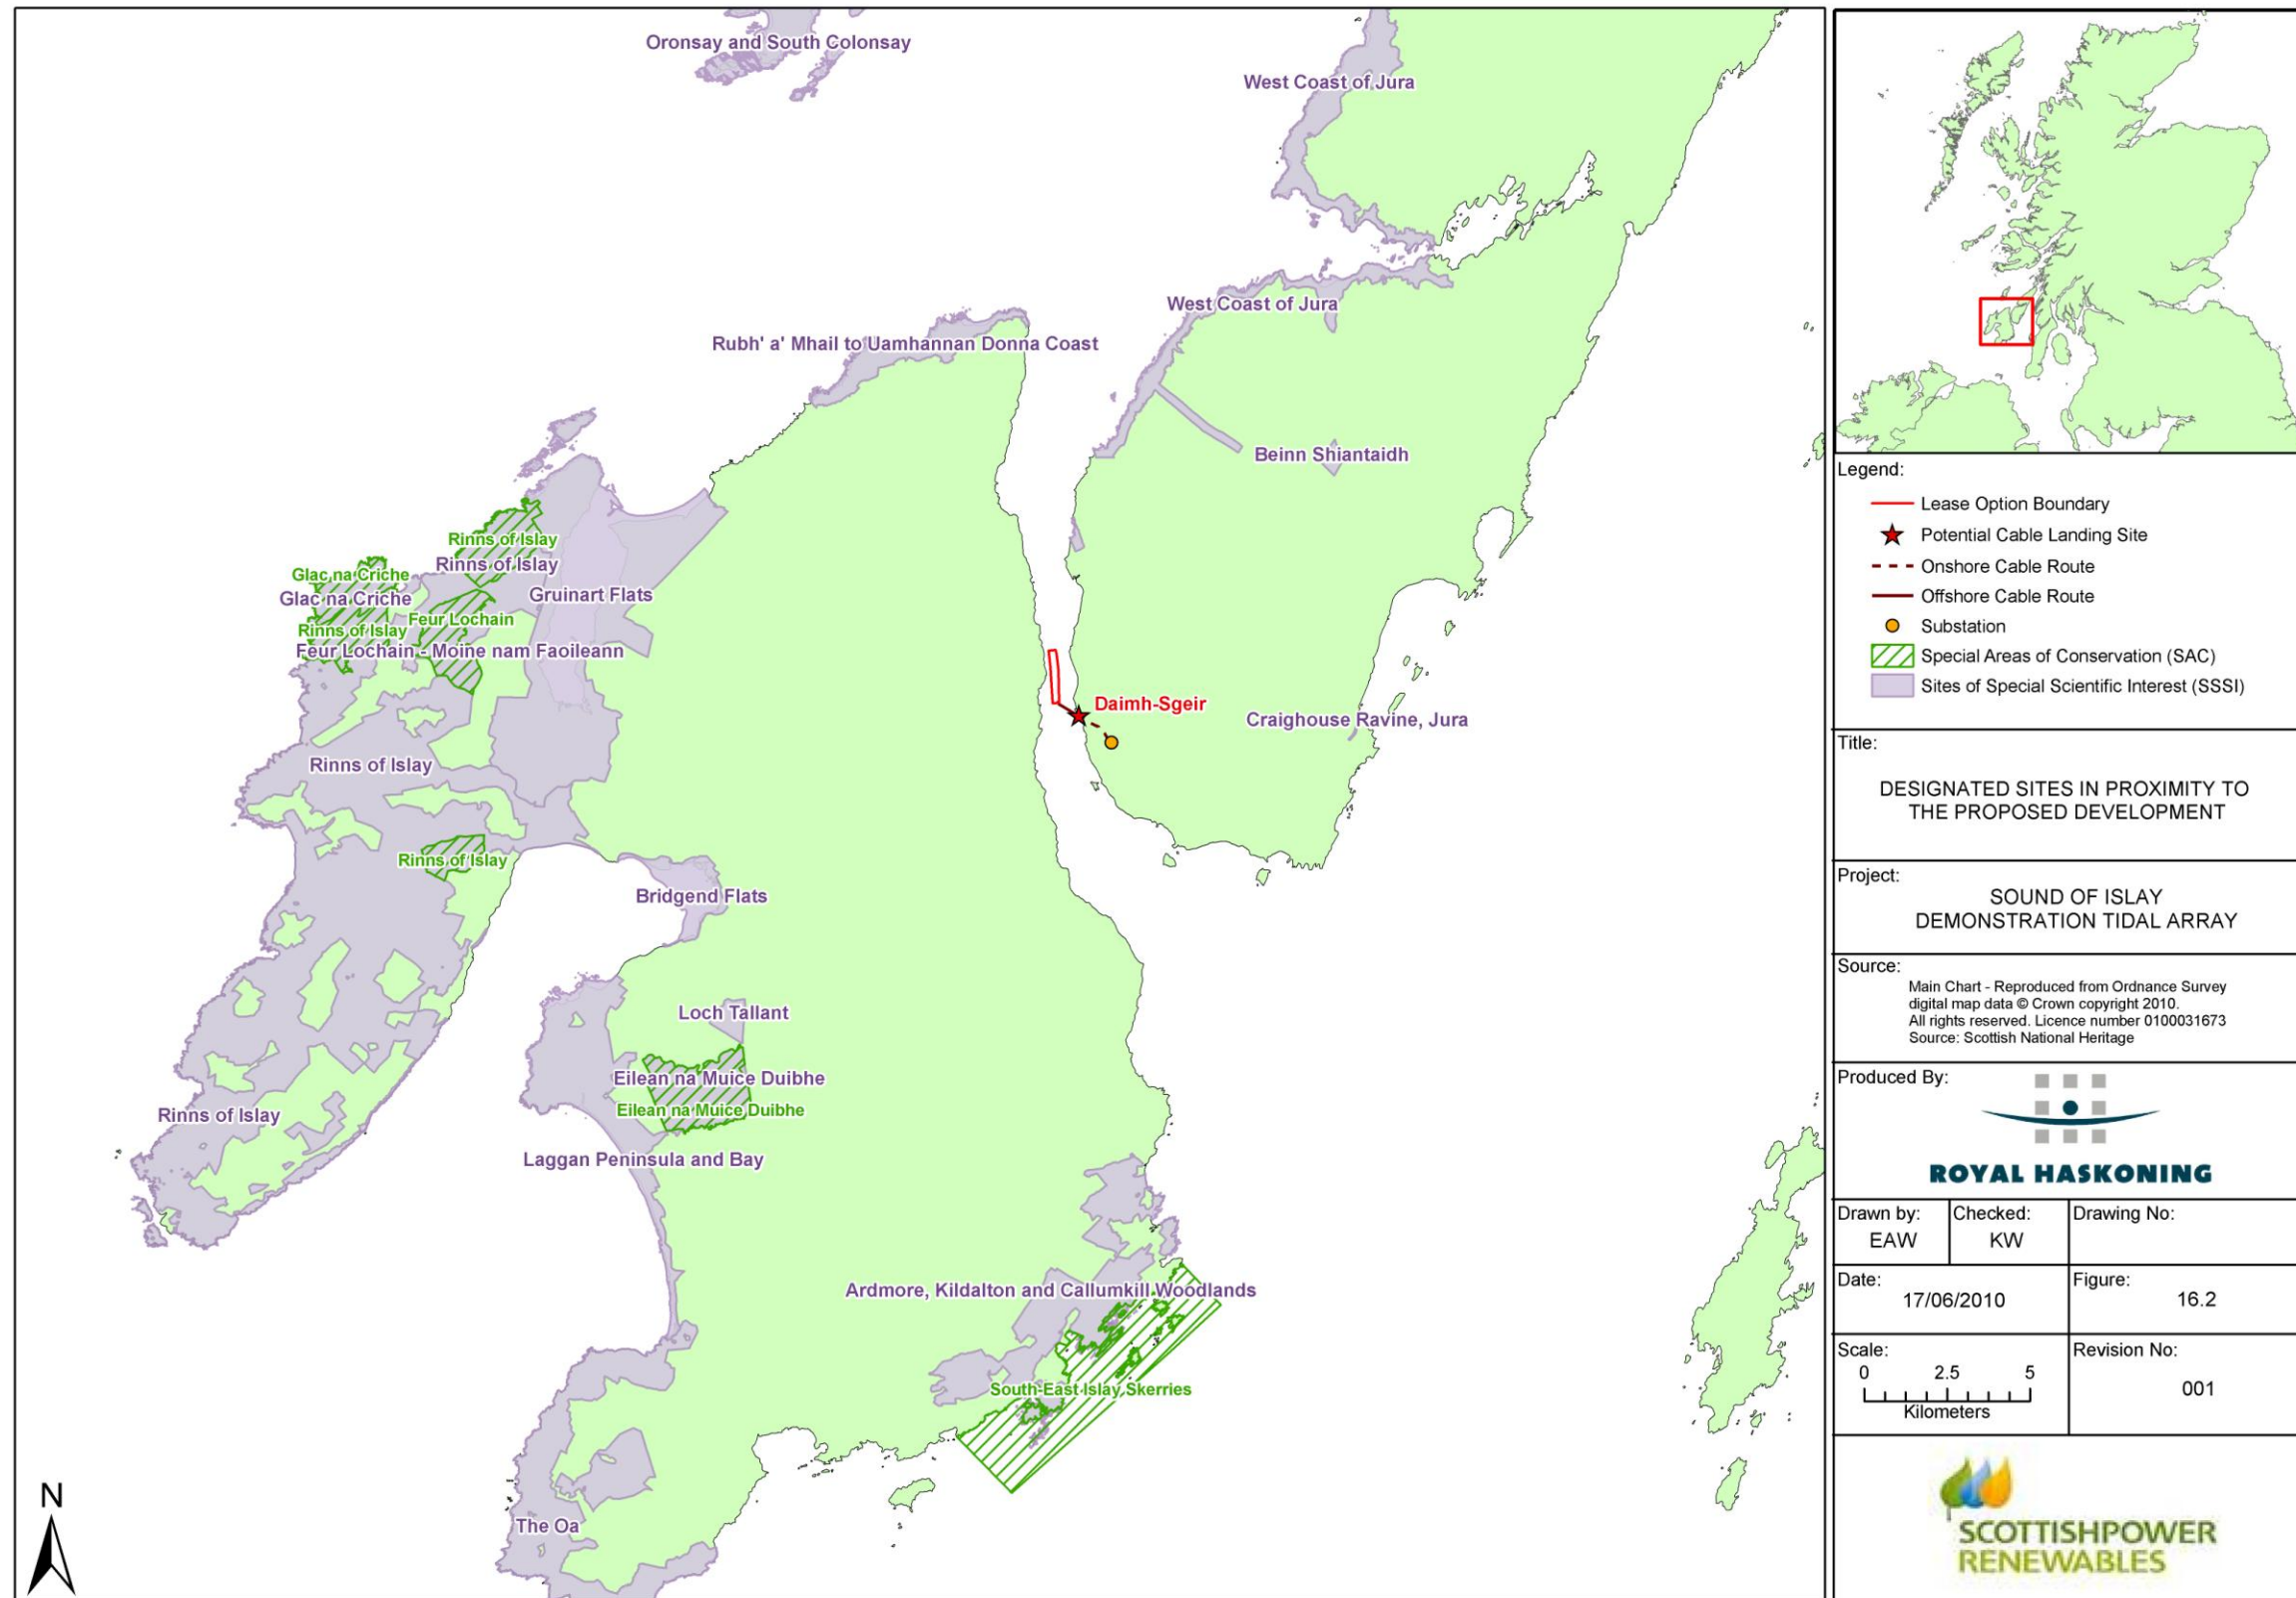 Oronsay and South Colonsay
West Coast of Jura
West Coast of Jura
Rubh' a' Mhail to Uamhannan Donna Coast
Beinn Shiantaidh
Rinns of Islay
Rinns of Islay
Glac na Criche
Glac na Criche
Gruinart Flats
Feur Lochain
Rinns of Islay
Feur Lochain - Moine nam Faoileann
Daimh-Sgeir
Craighouse Ravine, Jura
Rinns of Islay
Rinns of Islay
Bridgend Flats
Loch Tallant
Eilean na Muice Duibhe
Eilean na Muice Duibhe
Rinns of Islay
Laggan Peninsula and Bay
Ardmore, Kildalton and Callumkill Woodlands
South-East Islay Skerries
The Oa
N
Legend:
Lease Option Boundary
Potential Cable Landing Site
Onshore Cable Route
Offshore Cable Route
Substation
Special Areas of Conservation (SAC)
Sites of Special Scientific Interest (SSSI)
Title:
DESIGNATED SITES IN PROXIMITY TO
THE PROPOSED DEVELOPMENT
Project:
SOUND OF ISLAY
DEMONSTRATION TIDAL ARRAY
Source:
Main Chart - Reproduced from Ordnance Survey
digital map data © Crown copyright 2010.
All rights reserved. Licence number 0100031673
Source: Scottish National Heritage
Produced By:
ROYAL HASKONING
Drawn by:
EAW
Checked:
KW
Drawing No:
Date:
17/06/2010
Figure:
16.2
Scale:
0 2.5 5
Kilometers
Revision No:
001
SCOTTISHPOWER
RENEWABLES